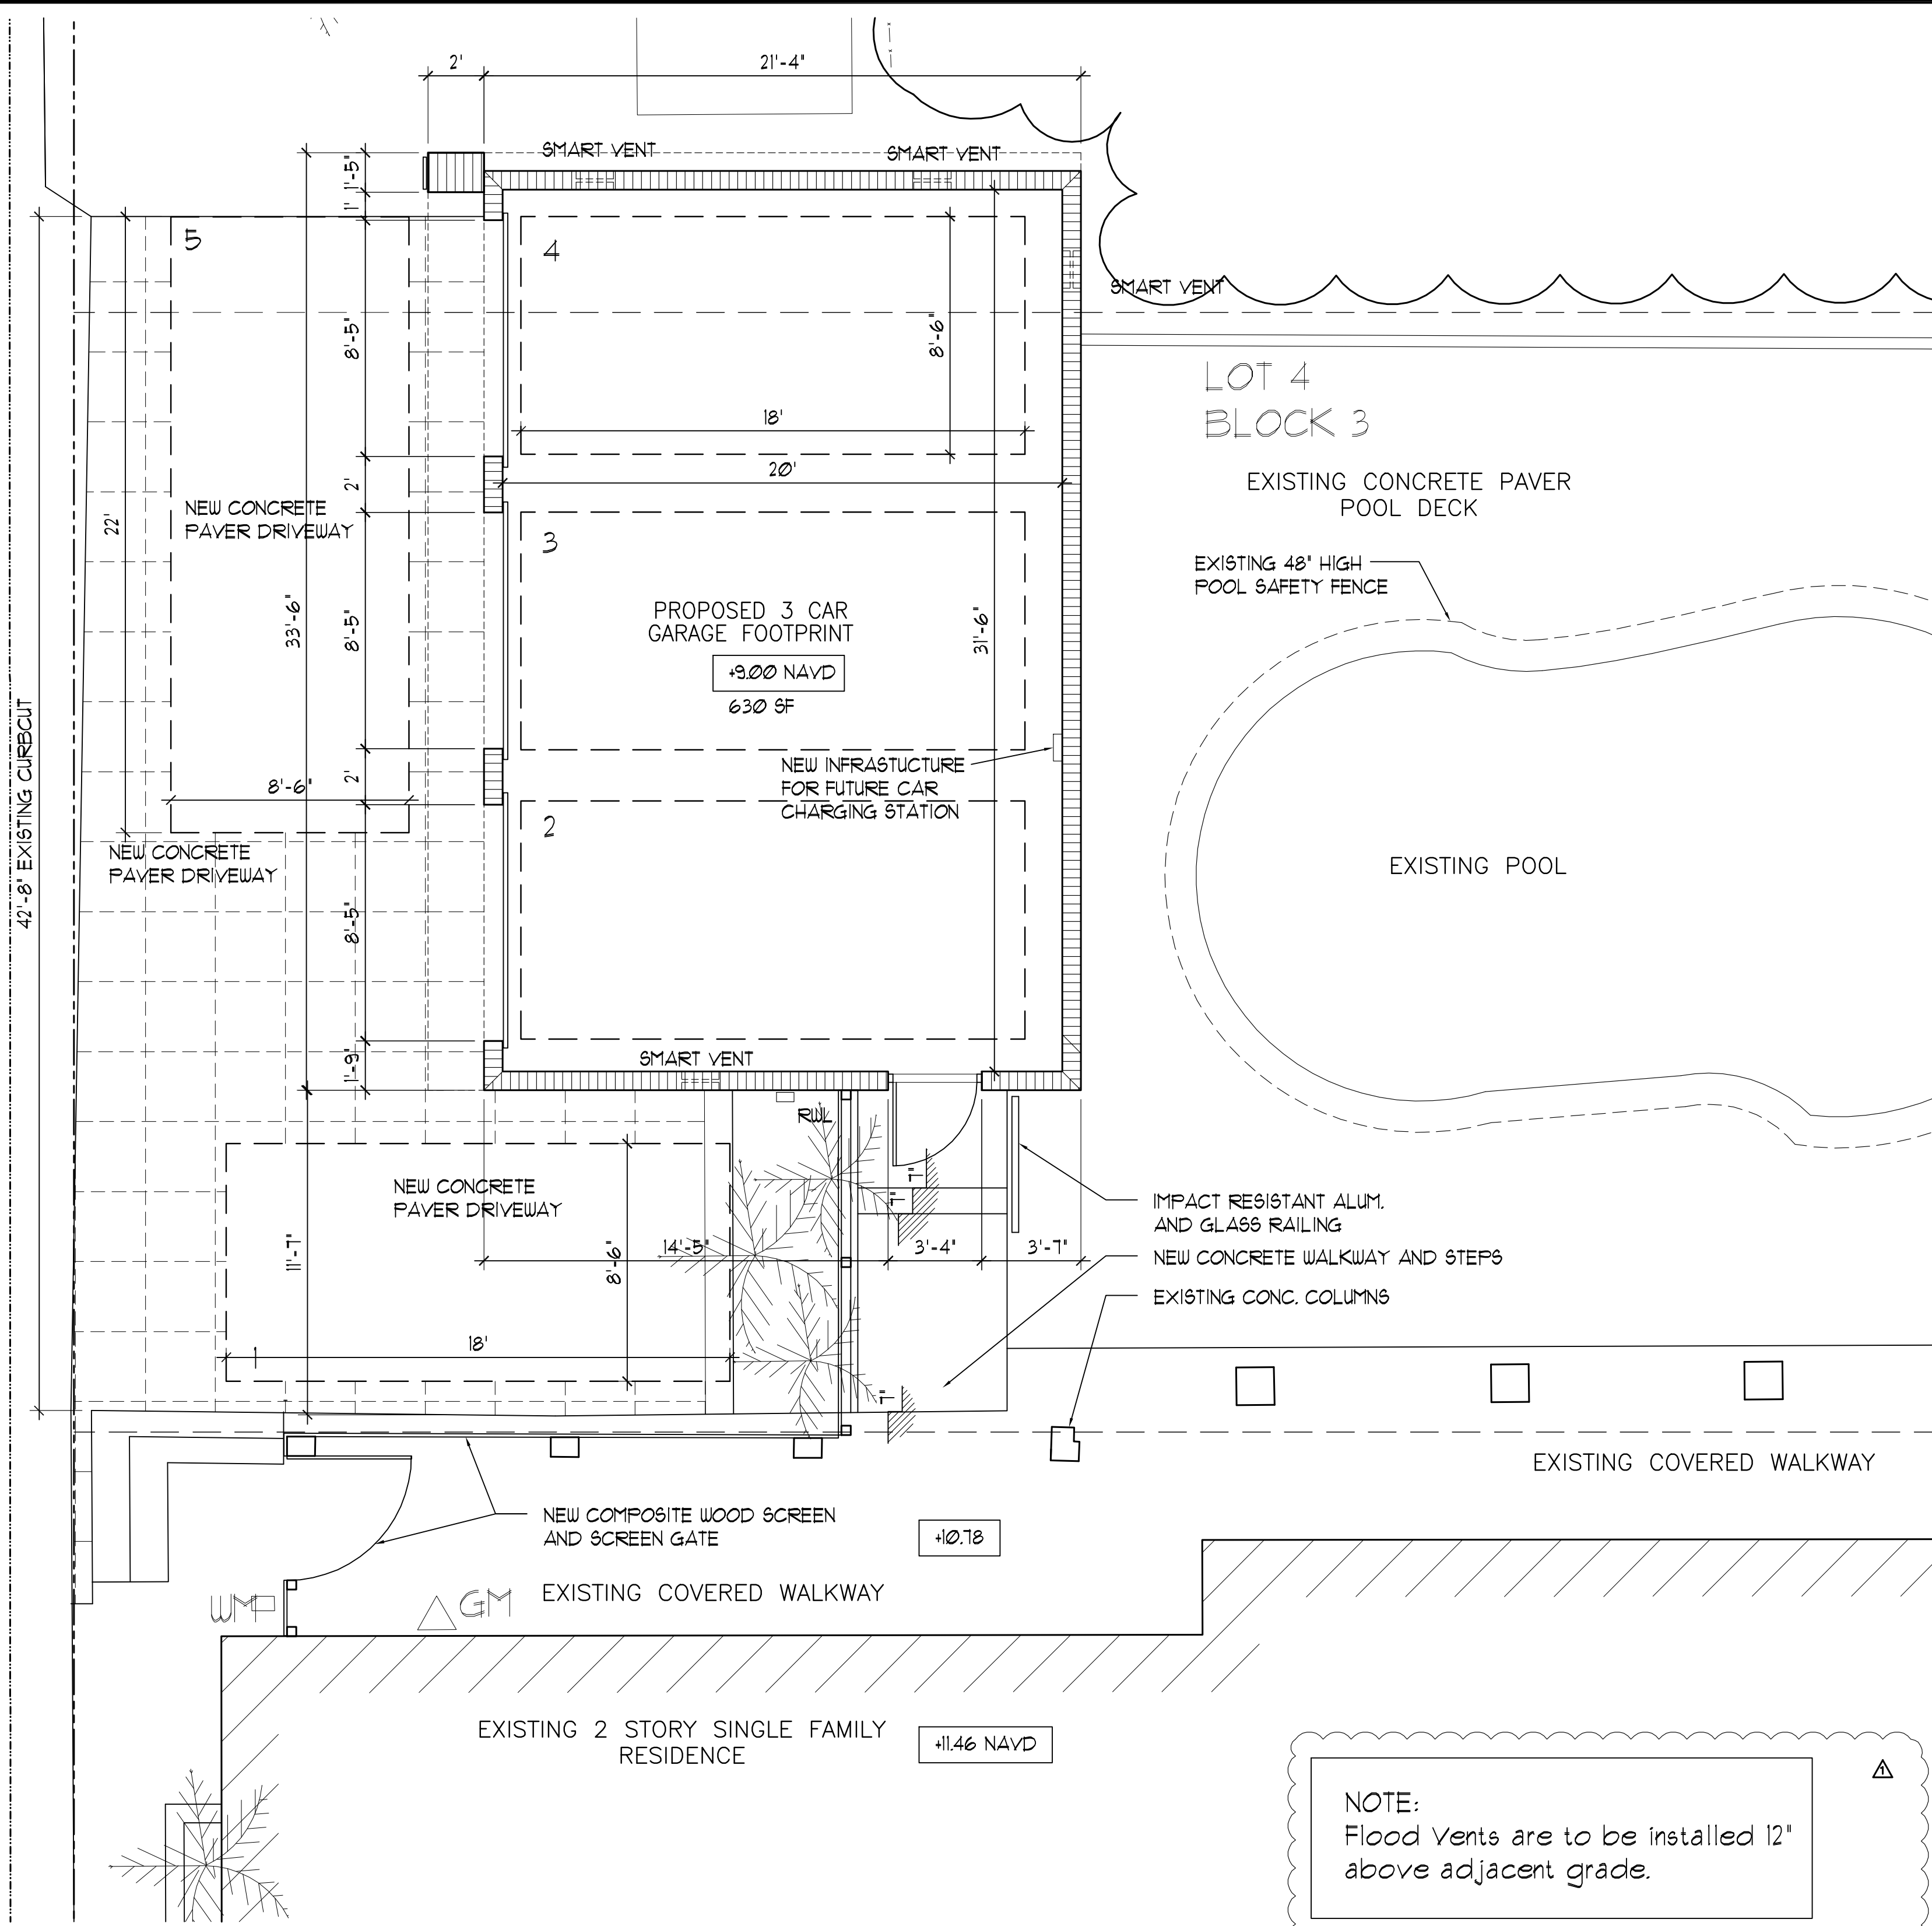 2'
21'-4"
SMART VENT
SMART VENT
1'-5"
1'
5
4
SMART VENT
8'-5"
8'-6"
LOT 4
BLOCK 3
18'
20'
2'
EXISTING CONCRETE PAVER
POOL DECK
NEW CONCRETE
PAVER DRIVEWAY
22'
3
EXISTING 48" HIGH
POOL SAFETY FENCE
33'-6"
8'-5"
31'-6"
PROPOSED 3 CAR
GARAGE FOOTPRINT
+9.00 NAVD
630 SF
42'-8" EXISTING CURBCUT
8'-6"
2'
NEW INFRASTUCTURE
FOR FUTURE CAR
CHARGING STATION
2
NEW CONCRETE
PAVER DRIVEWAY
EXISTING POOL
8'-5"
1'-9"
SMART VENT
RWL
NEW CONCRETE
PAVER DRIVEWAY
7"
7"
IMPACT RESISTANT ALUM.
AND GLASS RAILING
11'-7"
8'-6"
14'-5"
3'-4"
3'-7"
NEW CONCRETE WALKWAY AND STEPS
EXISTING CONC. COLUMNS
18'
1
7"
EXISTING COVERED WALKWAY
NEW COMPOSITE WOOD SCREEN
AND SCREEN GATE
+10.78
EXISTING COVERED WALKWAY
WM
GM
EXISTING 2 STORY SINGLE FAMILY
RESIDENCE
+11.46 NAVD
1
NOTE:
Flood Vents are to be installed 12"
above adjacent grade.